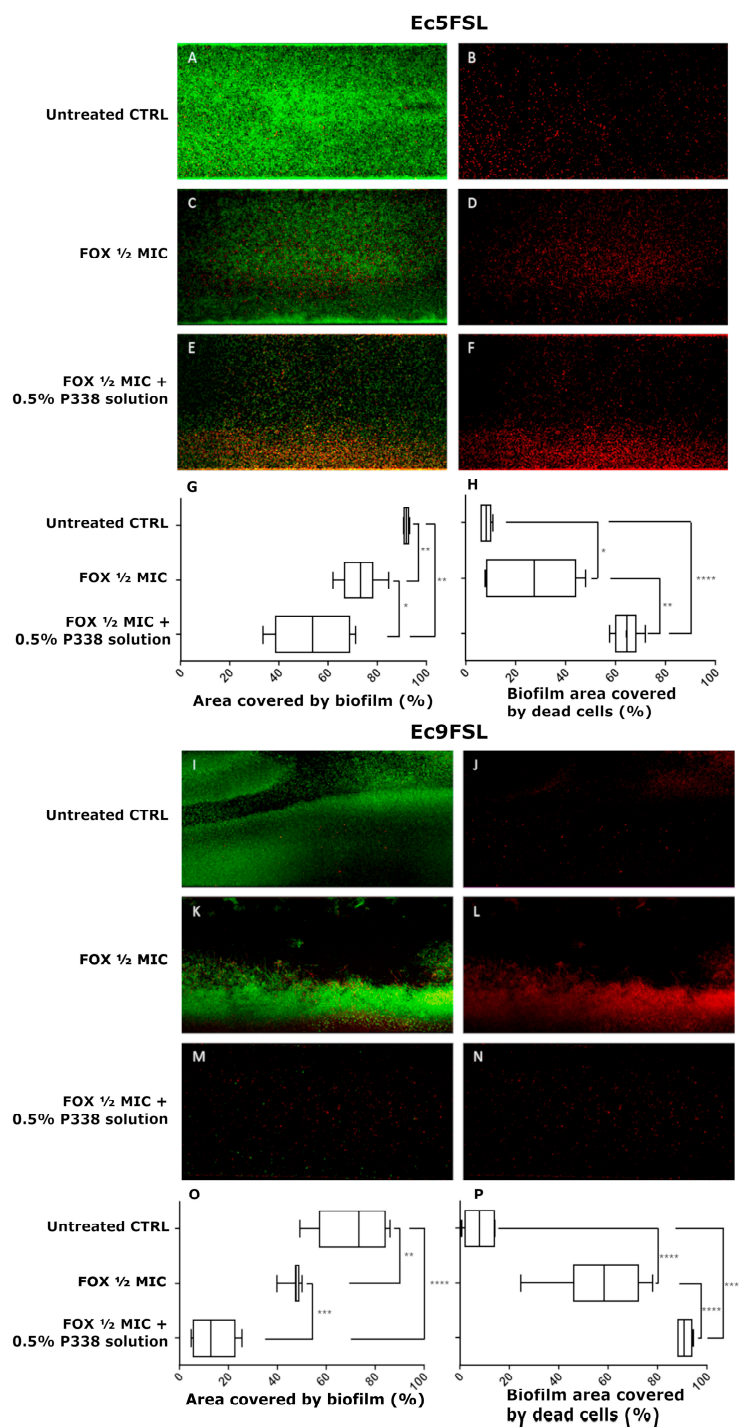 Ec5FSL
A
B
Untreated CTRL
C
D
FOX ½ MIC
E
F
FOX ½ MIC +
0.5% P338 solution
G
H
Untreated CTRL
**
*
FOX ½ MIC
**
****
*
**
FOX ½ MIC +
0.5% P338 solution
0
20
40
60
80
100
0
20
40
60
80
100
Area covered by biofilm (%)
Biofilm area covered
by dead cells (%)
Ec9FSL
I
J
Untreated CTRL
K
L
FOX ½ MIC
M
N
FOX ½ MIC +
0.5% P338 solution
O
P
Untreated CTRL
**
****
FOX ½ MIC
****
***
***
****
FOX ½ MIC +
0.5% P338 solution
0
20
40
60
80
100
0
20
40
60
80
100
Area covered by biofilm (%)
Biofilm area covered
by dead cells (%)